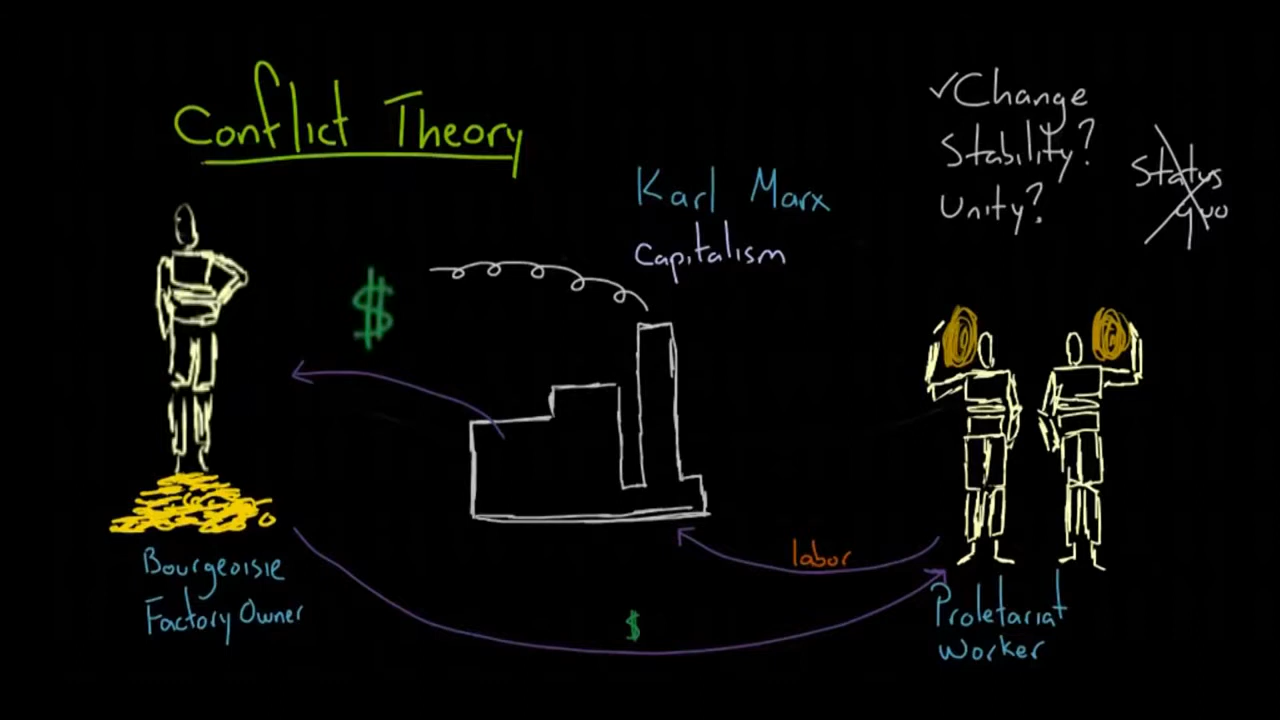 Conflict Theory
Karl Marx
Capitalism
✓Change
Stability?
Unity?
Status
quo
$
labor
$
Bourgeoisie
Factory Owner
Proletariat
Worker